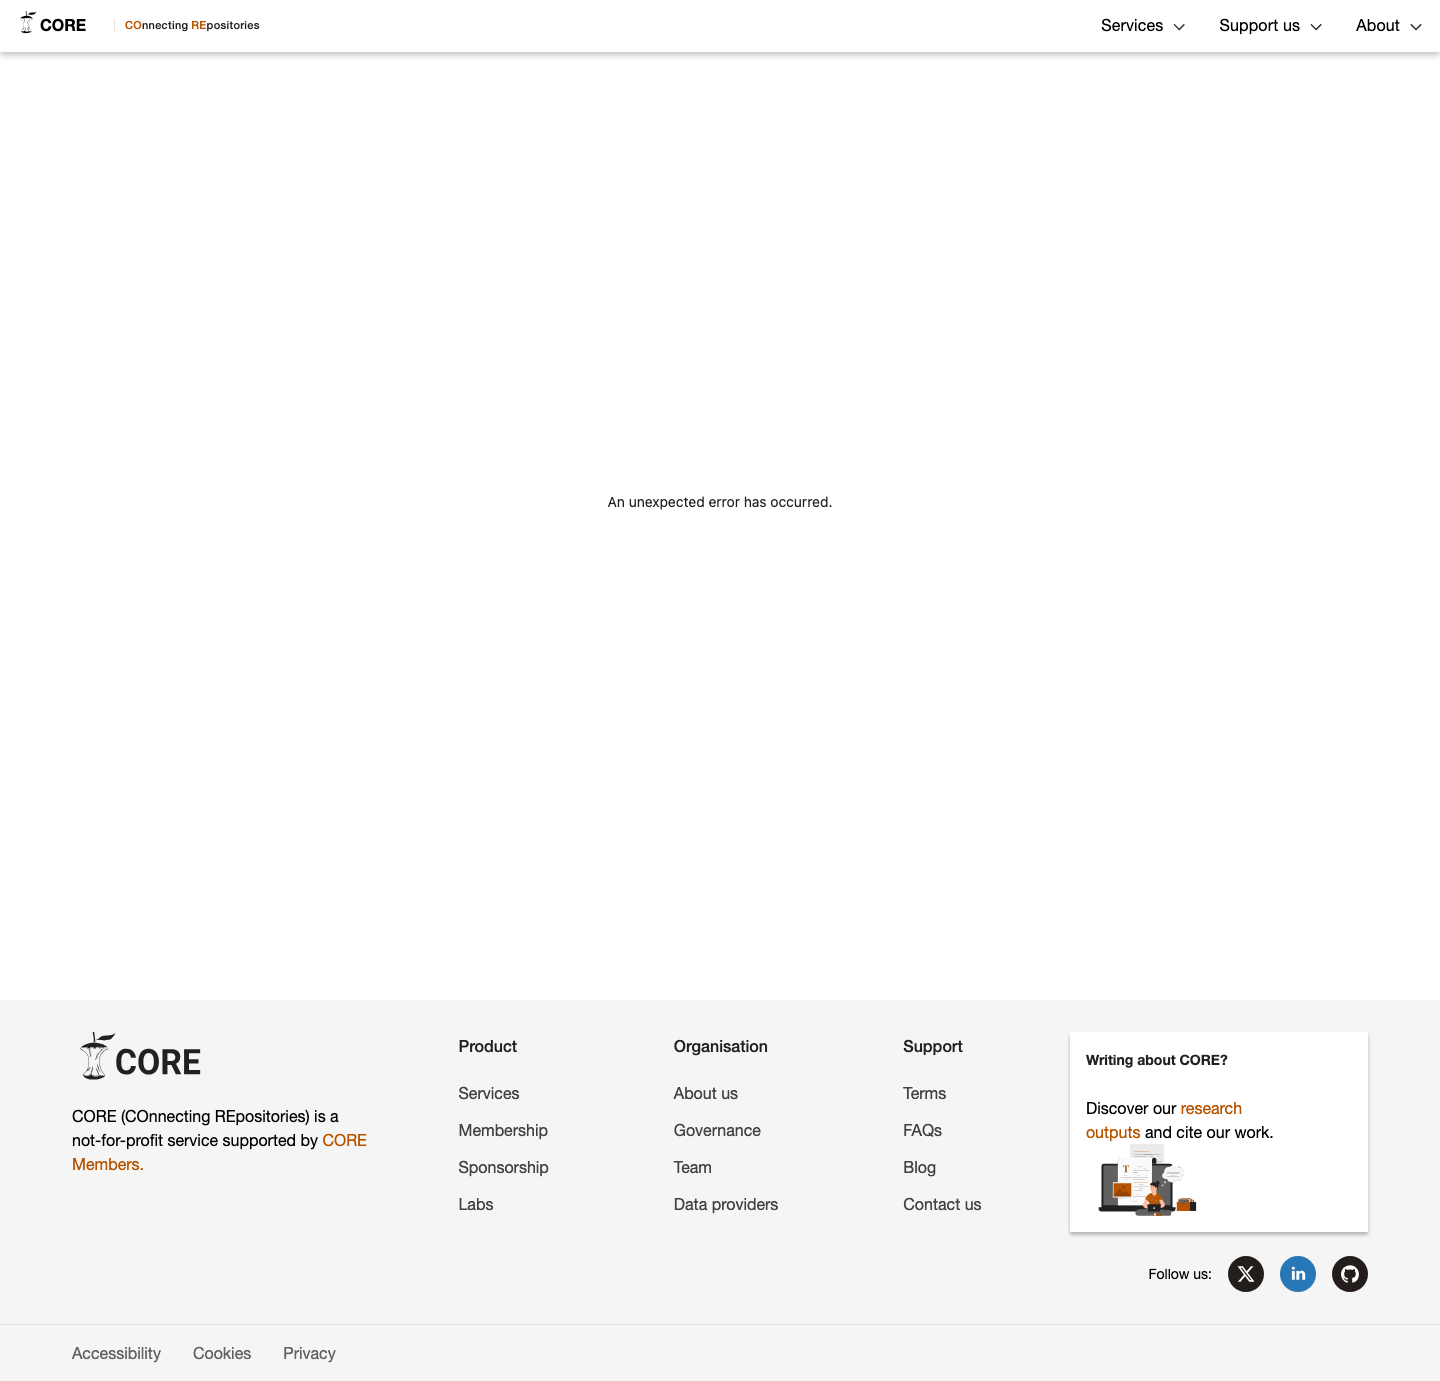 CORE
COnnecting REpositories
Services
Support us
About
An unexpected error has occurred.
CORE
CORE (COnnecting REpositories) is a
not-for-profit service supported by CORE
Members.
Product
Services
Membership
Sponsorship
Labs
Organisation
About us
Governance
Team
Data providers
Support
Terms
FAQs
Blog
Contact us
Writing about CORE?
Discover our research
outputs and cite our work.
T
Follow us:
X
in
Accessibility
Cookies
Privacy